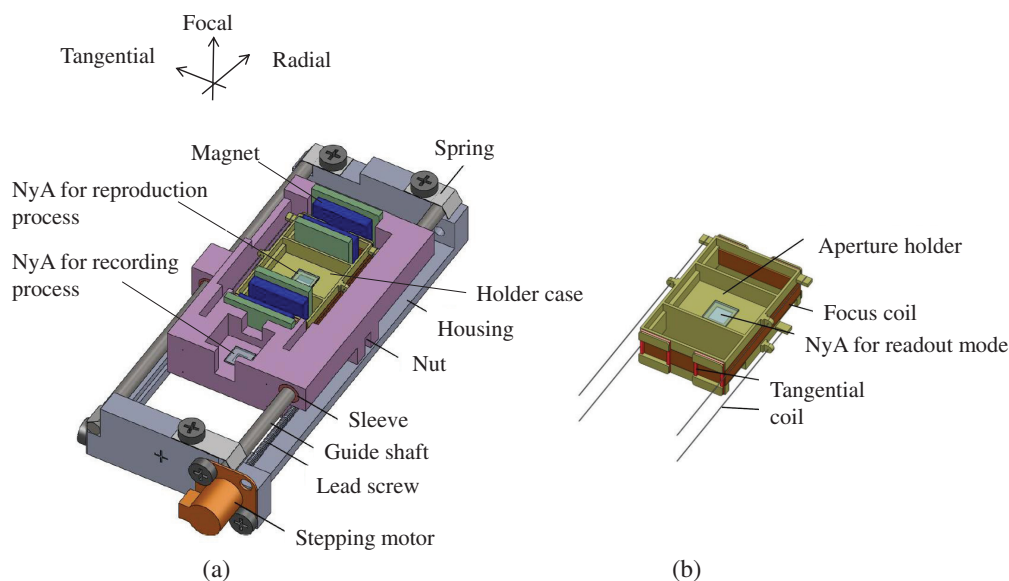 Focal
Tangential
Radial
Magnet
Spring
NyA for reproduction
process
NyA for recording
process
Holder case
Housing
Nut
Sleeve
Guide shaft
Lead screw
Stepping motor
(a)
Aperture holder
Focus coil
NyA for readout mode
Tangential
coil
(b)